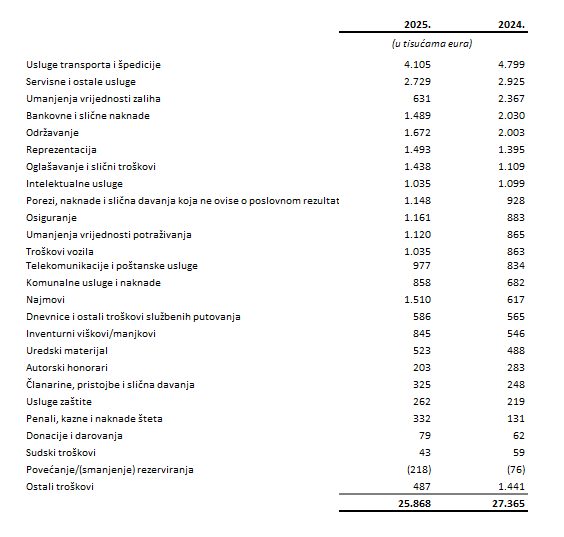 2025. 2024.
(u tisućama eura)
Usluge transporta i špedicije 4.105 4.799
Servisne i ostale usluge 2.729 2.925
Umanjenja vrijednosti zaliha 631 2.367
Bankovne i slične naknade 1.489 2.030
Održavanje 1.672 2.003
Reprezentacija 1.493 1.395
Oglašavanje i slični troškovi 1.438 1.109
Intelektualne usluge 1.035 1.099
Porezi, naknade i slična davanja koja ne ovise o poslovnom rezultat 1.148 928
Osiguranje 1.161 883
Umanjenja vrijednosti potraživanja 1.120 865
Troškovi vozila 1.035 863
Telekomunikacije i poštanske usluge 977 834
Komunalne usluge i naknade 858 682
Najmovi 1.510 617
Dnevnice i ostali troškovi službenih putovanja 586 565
Inventurni viškovi/manjkovi 845 546
Uredski materijal 523 488
Autorski honorari 203 283
Članarine, pristojbe i slična davanja 325 248
Usluge zaštite 262 219
Penali, kazne i naknade šteta 332 131
Donacije i darovanja 79 62
Sudski troškovi 43 59
Povećanje/(smanjenje) rezerviranja (218) (76)
Ostali troškovi 487 1.441
25.868 27.365